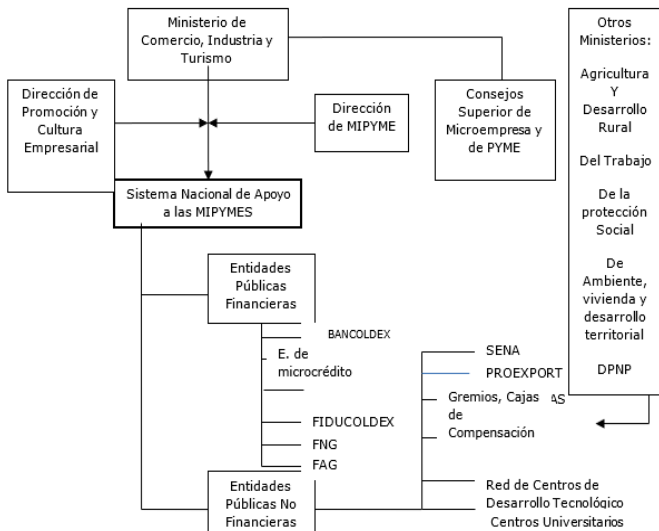 Ministerio de
Comercio, Industria y
Turismo
Otros
Ministerios:
Agricultura
Y
Desarrollo
Rural
Del Trabajo
De la
protección
Social
De
Ambiente,
vivienda y
desarrollo
territorial
DPNP
Dirección de
Promoción y
Cultura
Empresarial
Dirección
de MIPYME
Consejos
Superior de
Microempresa y
de PYME
Sistema Nacional de Apoyo
a las MIPYMES
Entidades
Públicas
Financieras
BANCOLDEX
E. de
microcrédito
FIDUCOLDEX
FNG
FAG
SENA
PROEXPORT
Gremios, Cajas
de
Compensación
Entidades
Públicas No
Financieras
Red de Centros de
Desarrollo Tecnológico
Centros Universitarios